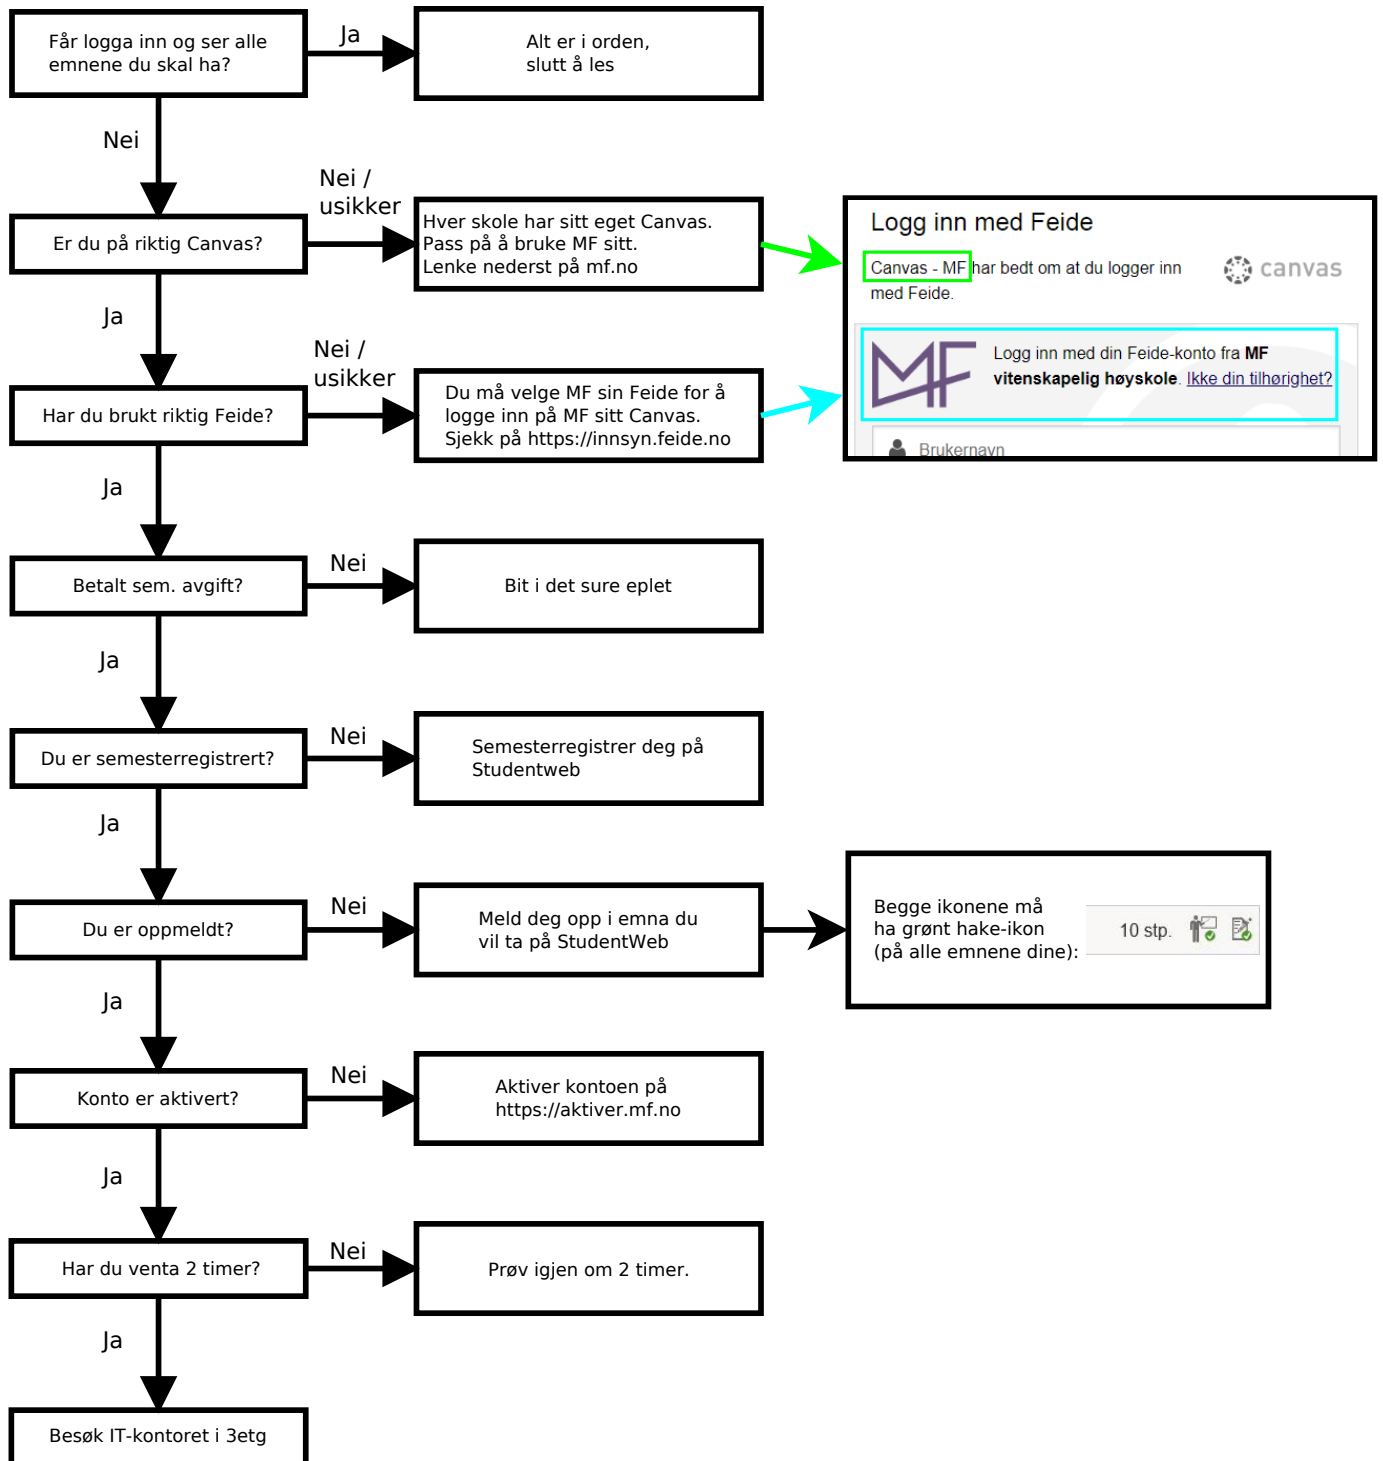 Får logga inn og ser alle
emnene du skal ha?
Ja
Alt er i orden,
slutt å les
Nei
Er du på riktig Canvas?
Nei /
usikker
Hver skole har sitt eget Canvas.
Pass på å bruke MF sitt.
Lenke nederst på mf.no
Logg inn med Feide
Canvas - MF har bedt om at du logger inn
med Feide.
canvas
MF
Logg inn med din Feide-konto fra MF
vitenskapelig høyskole. Ikke din tilhørighet?
Brukernavn
Ja
Har du brukt riktig Feide?
Nei /
usikker
Du må velge MF sin Feide for å
logge inn på MF sitt Canvas.
Sjekk på https://innsyn.feide.no
Ja
Betalt sem. avgift?
Nei
Bit i det sure eplet
Ja
Du er semesterregistrert?
Nei
Semesterregistrer deg på
Studentweb
Ja
Du er oppmeldt?
Nei
Meld deg opp i emna du
vil ta på StudentWeb
Begge ikonene må
ha grønt hake-ikon
(på alle emnene dine):
10 stp.
Ja
Konto er aktivert?
Nei
Aktiver kontoen på
https://aktiver.mf.no
Ja
Har du venta 2 timer?
Nei
Prøv igjen om 2 timer.
Ja
Besøk IT-kontoret i 3etg